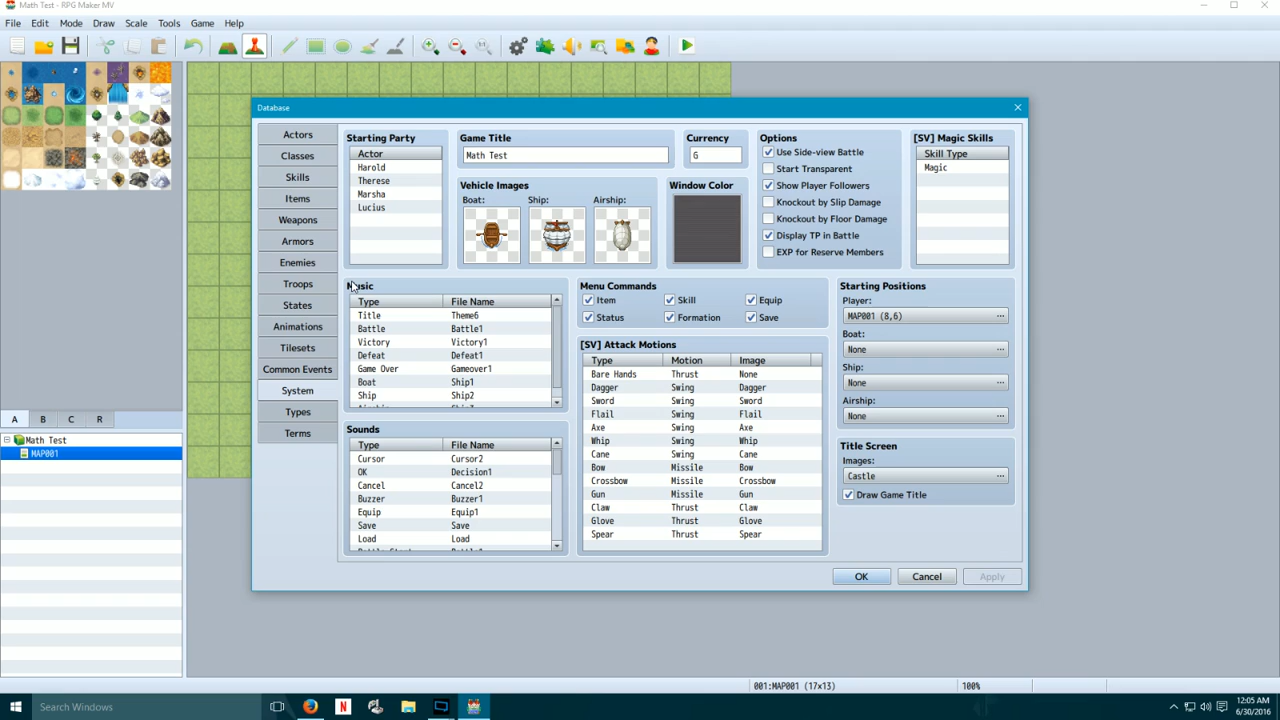 Math Test - RPG Maker MV
File Edit Mode Draw Scale Tools Game Help
Database
Actors
Classes
Skills
Items
Weapons
Armors
Enemies
Troops
States
Animations
Tilesets
Common Events
System
Types
Terms
Starting Party
Actor
Harold
Therese
Marsha
Lucius
Game Title
Math Test
Currency
G
Vehicle Images
Boat: Ship: Airship:
Window Color
Options
Use Side-view Battle
Start Transparent
Show Player Followers
Knockout by Slip Damage
Knockout by Floor Damage
Display TP in Battle
EXP for Reserve Members
[SV] Magic Skills
Skill Type
Magic
Music
Type File Name
Title Theme6
Battle Battle1
Victory Victory1
Defeat Defeat1
Game Over Gameover1
Boat Ship1
Ship Ship2
Sounds
Type File Name
Cursor Cursor2
OK Decision1
Cancel Cancel2
Buzzer Buzzer1
Equip Equip1
Save Save
Load Load
Menu Commands
Item Skill Equip
Status Formation Save
[SV] Attack Motions
Type Motion Image
Bare Hands Thrust None
Dagger Swing Dagger
Sword Swing Sword
Flail Swing Flail
Axe Swing Axe
Whip Swing Whip
Cane Swing Cane
Bow Missile Bow
Crossbow Missile Crossbow
Gun Missile Gun
Claw Thrust Claw
Glove Thrust Glove
Spear Thrust Spear
Starting Positions
Player:
MAP001 (8,6) ...
Boat:
None ...
Ship:
None ...
Airship:
None ...
Title Screen
Images:
Castle ...
Draw Game Title
OK Cancel Apply
A B C R
Math Test
MAP001
001:MAP001 (17×13) 100%
Search Windows
N
12:05 AM
6/30/2016